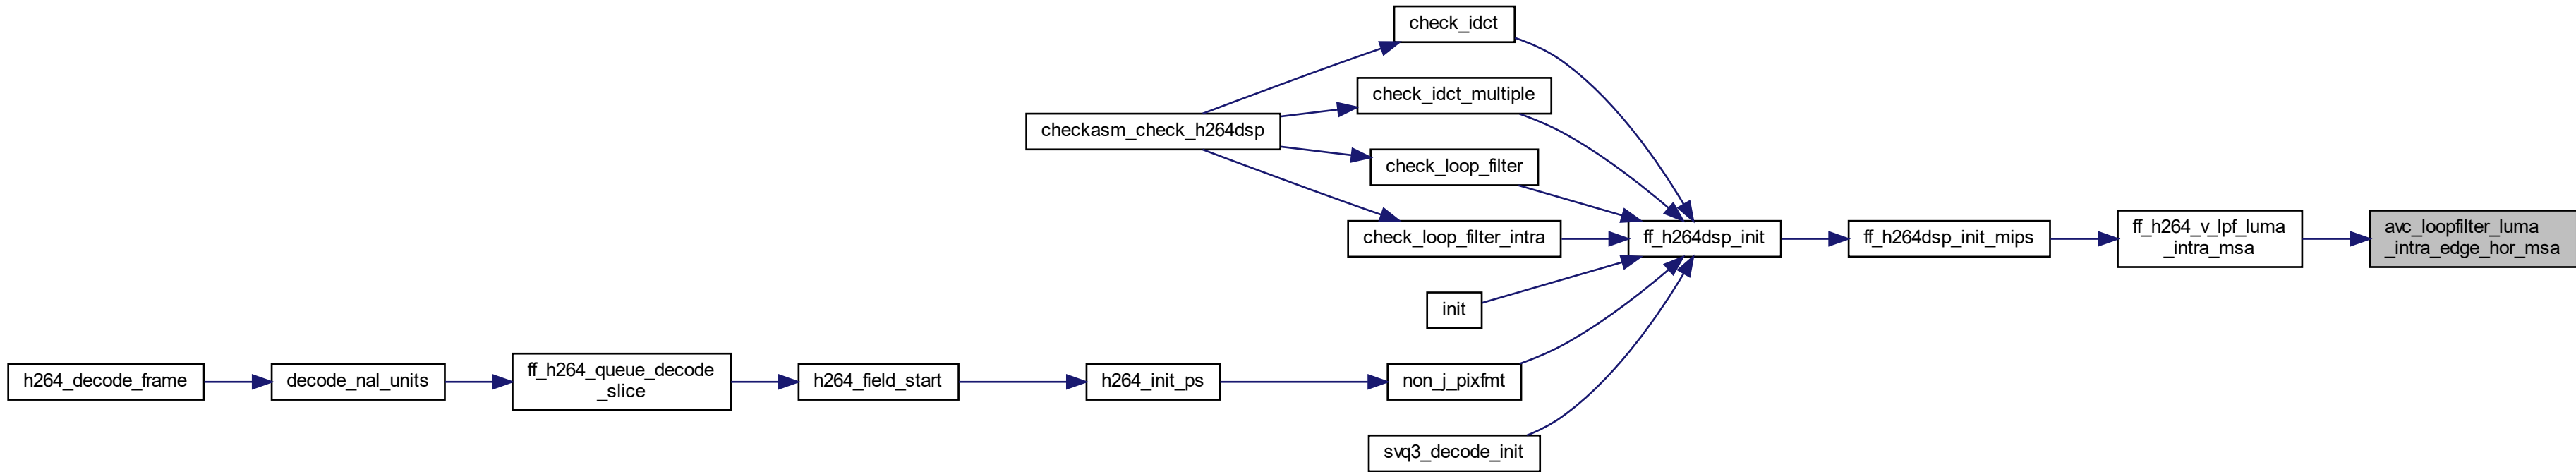 check_idct
check_idct_multiple
checkasm_check_h264dsp
check_loop_filter
check_loop_filter_intra
ff_h264dsp_init
ff_h264dsp_init_mips
ff_h264_v_lpf_luma
_intra_msa
avc_loopfilter_luma
_intra_edge_hor_msa
init
h264_decode_frame
decode_nal_units
ff_h264_queue_decode
_slice
h264_field_start
h264_init_ps
non_j_pixfmt
svq3_decode_init